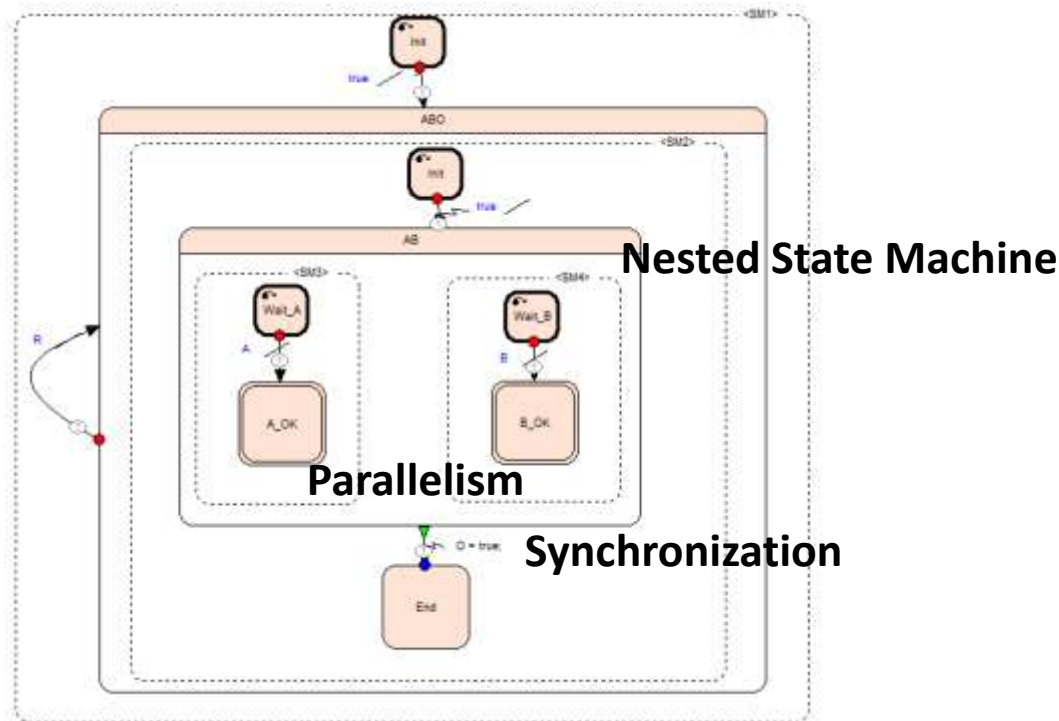 <SM1>
Init
true
1
ABO
<SM2>
Init
true
AB
Nested State Machine
<SM3>
<SM4>
Wait_A
Wait_B
R
A
B
A_OK
B_OK
Parallelism
O = true;
Synchronization
End